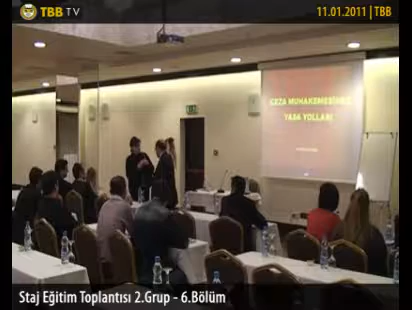 TBB TV
11.01.2011 | TBB
CEZA MUHAKEMESİNDE
YASA YOLLARI
Staj Eğitim Toplantısı 2.Grup - 6.Bölüm